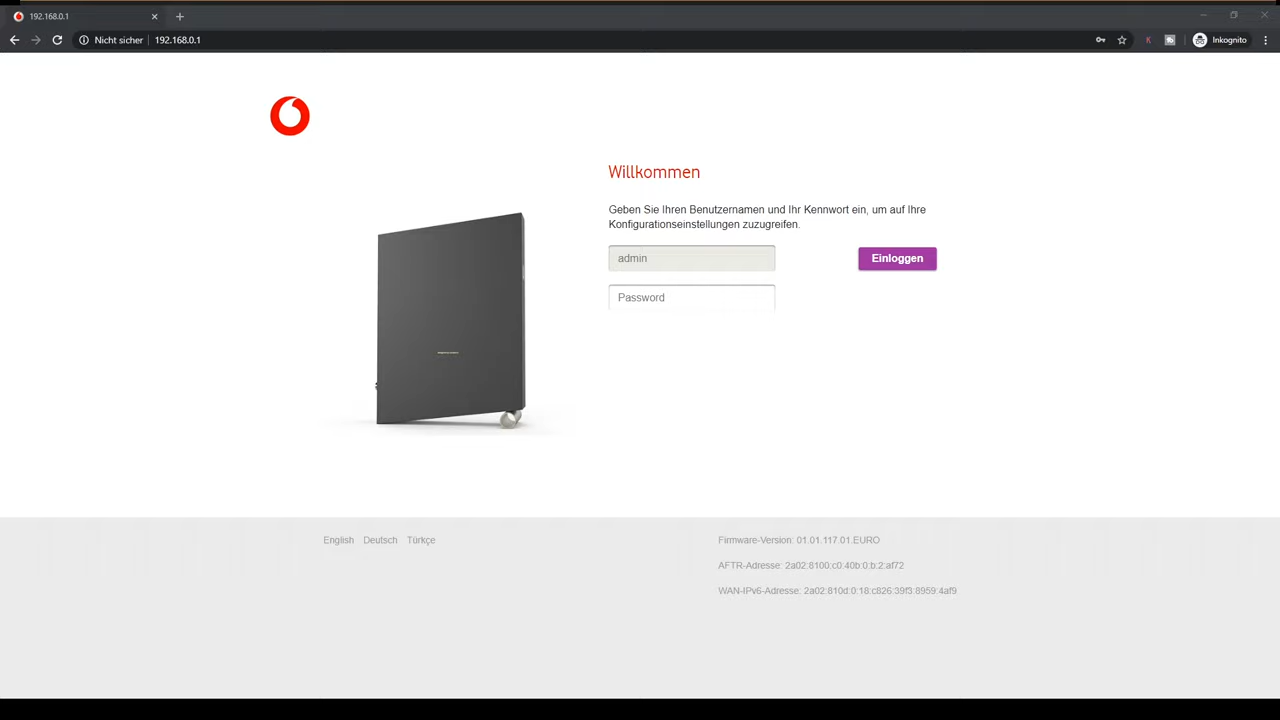 192.168.0.1
Nicht sicher
192.168.0.1
Inkognito
Willkommen
Geben Sie Ihren Benutzernamen und Ihr Kennwort ein, um auf Ihre
Konfigurationseinstellungen zuzugreifen.
admin
Einloggen
Password
English Deutsch Türkçe
Firmware-Version: 01.01.117.01.EURO
AFTR-Adresse: 2a02:8100:c0:40b:0:b:2:af72
WAN-IPv6-Adresse: 2a02:810d:0:18:c826:39f3:8959:4af9